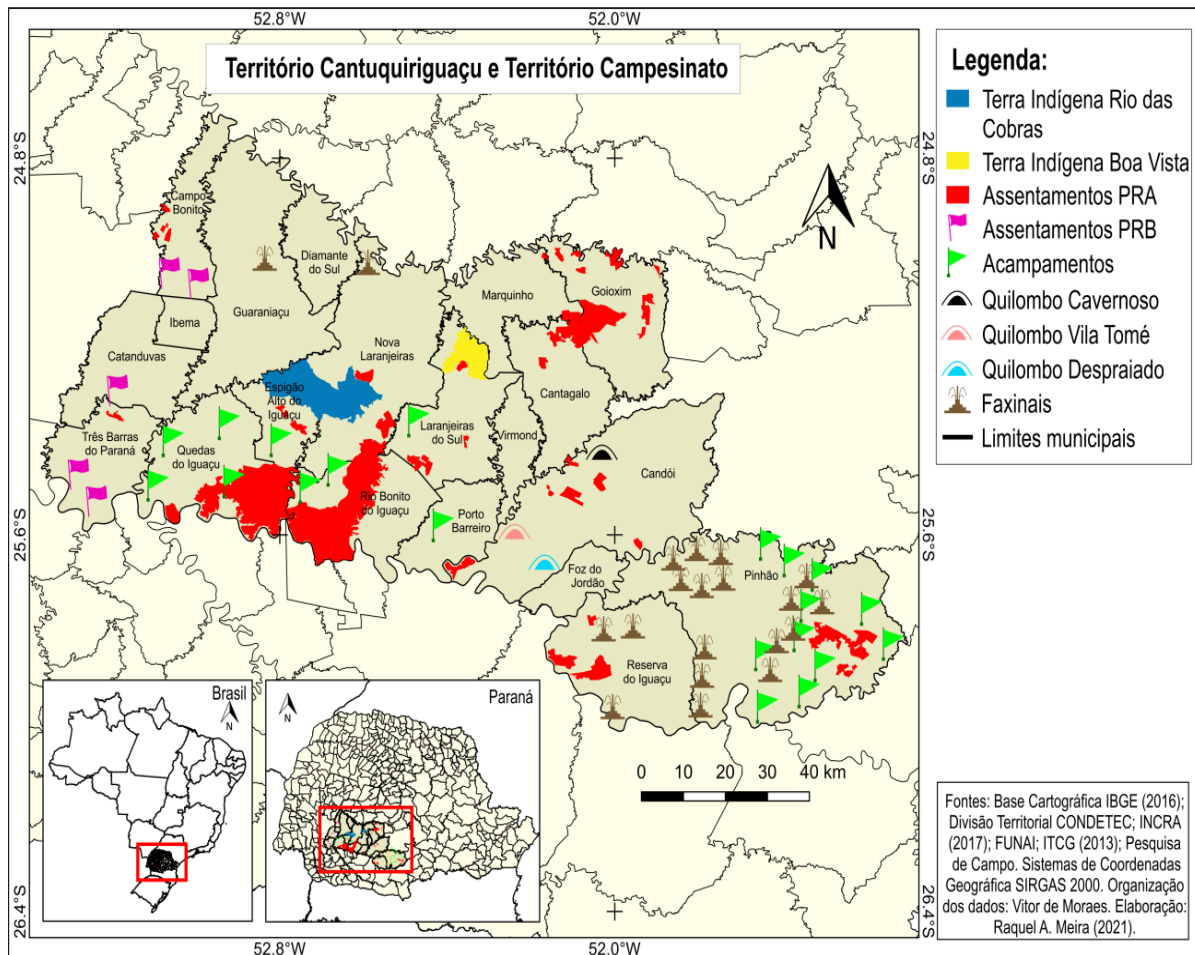 52.8°W
52.0°W
Território Cantuquiriguaçu e Território Campesinato
24.8°S
24.8°S
Campo
Bonito
Diamante
do Sul
Guaraniaçu
Ibema
Catanduvas
Marquinho
Goioxim
Nova
Laranjeiras
Espigão
Alto do
Iguaçu
Cantagalo
Laranjeiras
do Sul
Virmond
Três Barras
do Paraná
Quedas
do Iguaçu
Candói
Rio Bonito
do Iguaçu
Porto
Barreiro
25.6°S
25.6°S
Foz do
Jordão
Pinhão
Reserva
do Iguaçu
N
Brasil
N
Paraná
N
0 10 20 30 40 km
26.4°S
26.4°S
52.8°W
52.0°W
Legenda:
Terra Indígena Rio das
Cobras
Terra Indígena Boa Vista
Assentamentos PRA
Assentamentos PRB
Acampamentos
Quilombo Cavernoso
Quilombo Vila Tomé
Quilombo Despraiado
Faxinais
Limites municipais
Fontes: Base Cartográfica IBGE (2016);
Divisão Territorial CONDETEC; INCRA
(2017); FUNAI; ITCG (2013); Pesquisa
de Campo. Sistemas de Coordenadas
Geográfica SIRGAS 2000. Organização
dos dados: Vitor de Moraes. Elaboração:
Raquel A. Meira (2021).